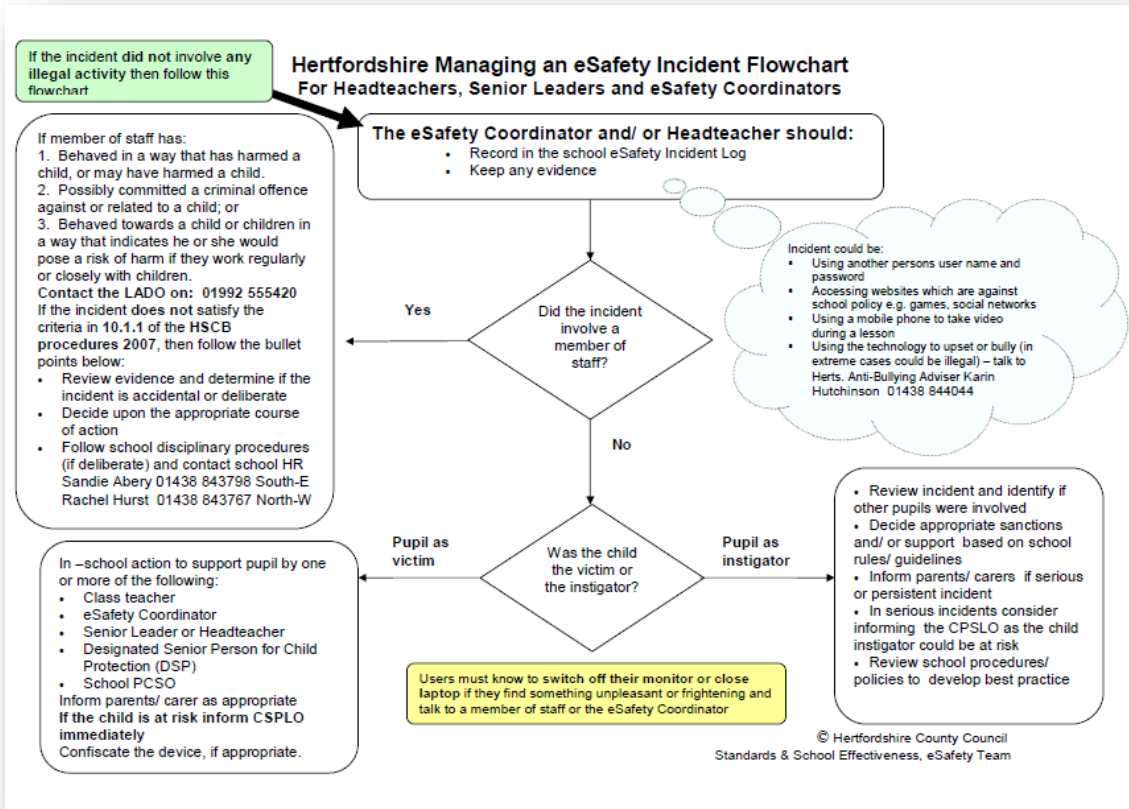 If the incident did not involve any
illegal activity then follow this
flowchart
Hertfordshire Managing an eSafety Incident Flowchart
For Headteachers, Senior Leaders and eSafety Coordinators
The eSafety Coordinator and/ or Headteacher should:
• Record in the school eSafety Incident Log
• Keep any evidence
If member of staff has:
1. Behaved in a way that has harmed a
child, or may have harmed a child.
2. Possibly committed a criminal offence
against or related to a child; or
3. Behaved towards a child or children in
a way that indicates he or she would
pose a risk of harm if they work regularly
or closely with children.
Contact the LADO on: 01992 555420
If the incident does not satisfy the
criteria in 10.1.1 of the HSCB
procedures 2007, then follow the bullet
points below:
• Review evidence and determine if the
incident is accidental or deliberate
• Decide upon the appropriate course
of action
• Follow school disciplinary procedures
(if deliberate) and contact school HR
Sandie Abery 01438 843798 South-E
Rachel Hurst 01438 843767 North-W
Incident could be:
▪ Using another persons user name and
password
▪ Accessing websites which are against
school policy e.g. games, social networks
▪ Using a mobile phone to take video
during a lesson
▪ Using the technology to upset or bully (in
extreme cases could be illegal) – talk to
Herts. Anti-Bullying Adviser Karin
Hutchinson 01438 844044
Yes
Did the incident
involve a
member of
staff?
No
Pupil as
victim
Was the child
the victim or
the instigator?
Pupil as
instigator
In –school action to support pupil by one
or more of the following:
• Class teacher
• eSafety Coordinator
• Senior Leader or Headteacher
• Designated Senior Person for Child
Protection (DSP)
• School PCSO
Inform parents/ carer as appropriate
If the child is at risk inform CSPLO
immediately
Confiscate the device, if appropriate.
• Review incident and identify if
other pupils were involved
• Decide appropriate sanctions
and/ or support based on school
rules/ guidelines
• Inform parents/ carers if serious
or persistent incident
• In serious incidents consider
informing the CPSLO as the child
instigator could be at risk
• Review school procedures/
policies to develop best practice
Users must know to switch off their monitor or close
laptop if they find something unpleasant or frightening and
talk to a member of staff or the eSafety Coordinator
© Hertfordshire County Council
Standards & School Effectiveness, eSafety Team